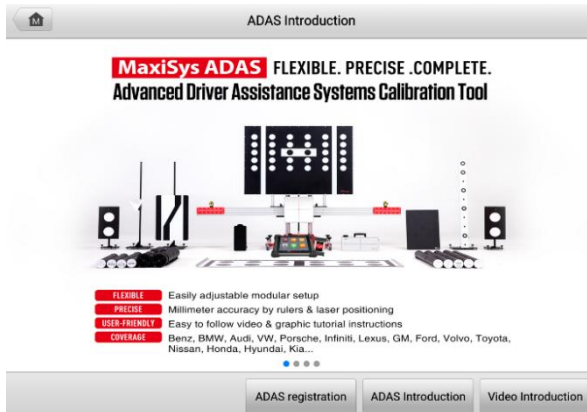 ADAS Introduction
MaxiSys ADAS FLEXIBLE. PRECISE .COMPLETE.
Advanced Driver Assistance Systems Calibration Tool
FLEXIBLE Easily adjustable modular setup
PRECISE Millimeter accuracy by rulers & laser positioning
USER-FRIENDLY Easy to follow video & graphic tutorial instructions
COVERAGE Benz, BMW, Audi, VW, Porsche, Infiniti, Lexus, GM, Ford, Volvo, Toyota,
Nissan, Honda, Hyundai, Kia...
ADAS registration ADAS Introduction Video Introduction